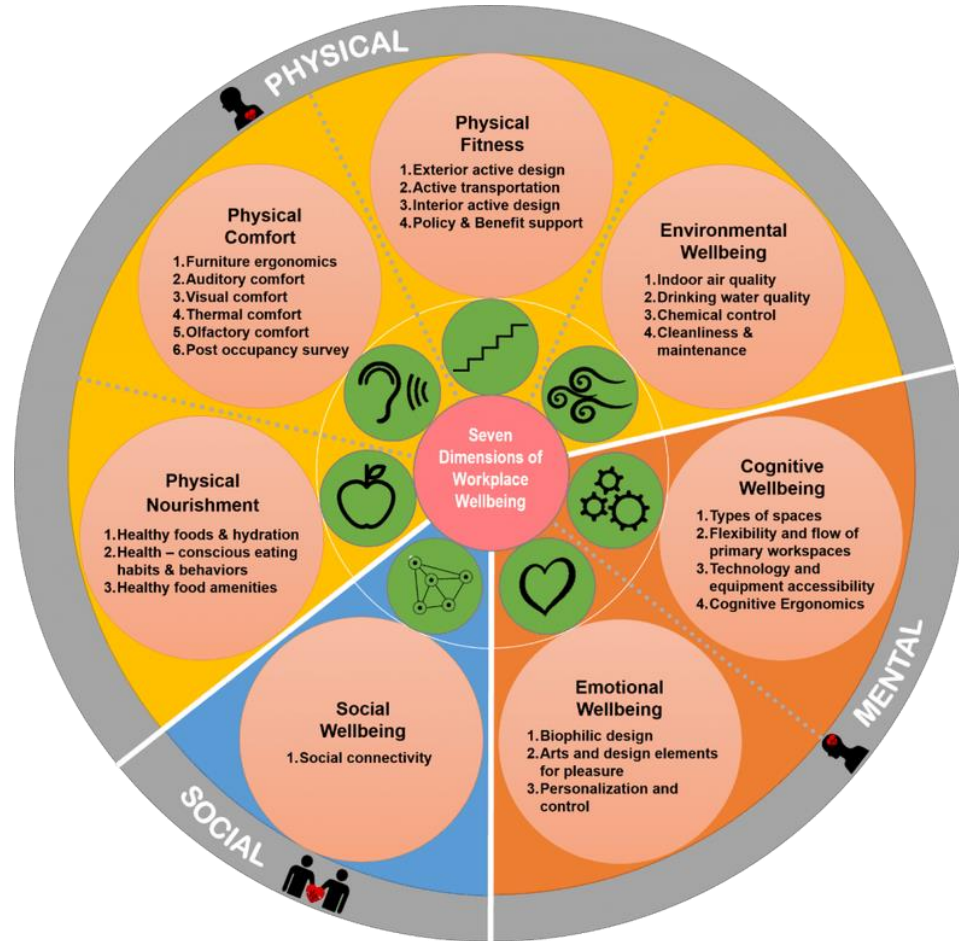 PHYSICAL
Physical
Fitness
1.Exterior active design
2.Active transportation
3.Interior active design
4.Policy & Benefit support
Physical
Comfort
1.Furniture ergonomics
2.Auditory comfort
3.Visual comfort
4.Thermal comfort
5.Olfactory comfort
6.Post occupancy survey
Environmental
Wellbeing
1.Indoor air quality
2.Drinking water quality
3.Chemical control
4.Cleanliness &
maintenance
Seven
Dimensions of
Workplace
Wellbeing
Physical
Nourishment
1.Healthy foods & hydration
2.Health – conscious eating
habits & behaviors
3.Healthy food amenities
Cognitive
Wellbeing
1.Types of spaces
2.Flexibility and flow of
primary workspaces
3.Technology and
equipment accessibility
4.Cognitive Ergonomics
MENTAL
Social
Wellbeing
1.Social connectivity
Emotional
Wellbeing
1.Biophilic design
2.Arts and design elements
for pleasure
3.Personalization and
control
SOCIAL